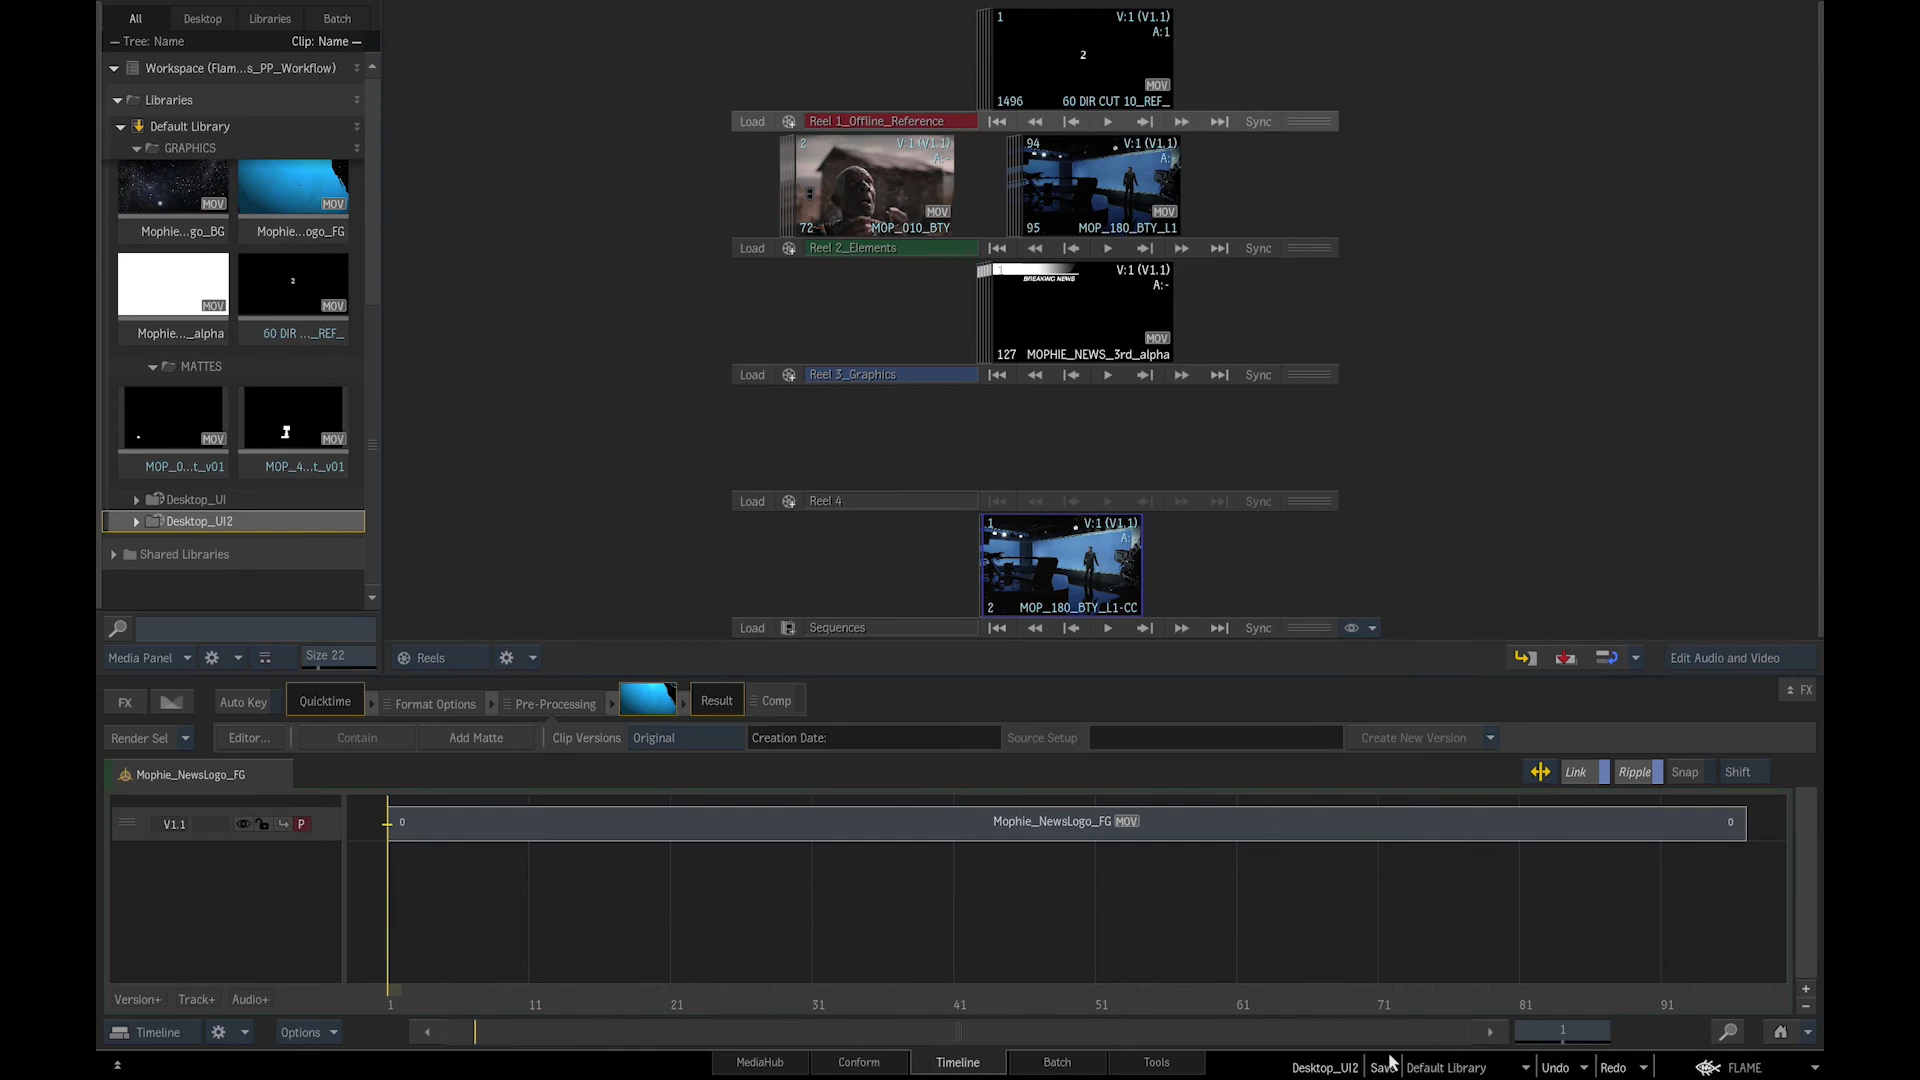 All Desktop Libraries Batch
Tree: Name Clip: Name
Workspace (Flam...s_PP_Workflow)
Libraries
Default Library
GRAPHICS
MOV MOV
Mophie...go_BG Mophie...ogo_FG
MOV 2 MOV
Mophie..._alpha 60 DIR ..._REF_
MATTES
MOV MOV
MOP_0...t_v01 MOP_4...t_v01
Desktop_UI
Desktop_UI2
Shared Libraries
Media Panel Size 22
1 V:1 (V1.1)
A:1
2
MOV
1496 60 DIR CUT 10_REF_
Load Reel 1_Offline_Reference Sync
2 V:1 (V1.1)
A:-
MOV
72 MOP_010_BTY
94 V:1 (V1.1)
A:-
MOV
95 MOP_180_BTY_L1
Load Reel 2_Elements Sync
1 V:1 (V1.1)
BREAKING NEWS A:-
MOV
127 MOPHIE_NEWS_3rd_alpha
Load Reel 3_Graphics Sync
Load Reel 4 Sync
1 V:1 (V1.1)
A:-
2 MOP_180_BTY_L1-CC
Load Sequences Sync
Reels Edit Audio and Video
FX Auto Key Quicktime Format Options Pre-Processing Result Comp FX
Render Sel Editor... Contain Add Matte Clip Versions Original Creation Date: Source Setup Create New Version
Mophie_NewsLogo_FG Link Ripple Snap Shift
V1.1 P 0 Mophie_NewsLogo_FG MOV 0
Version+ Track+ Audio+ 1 11 21 31 41 51 61 71 81 91
Timeline Options 1
MediaHub Conform Timeline Batch Tools Desktop_UI2 Save Default Library Undo Redo FLAME